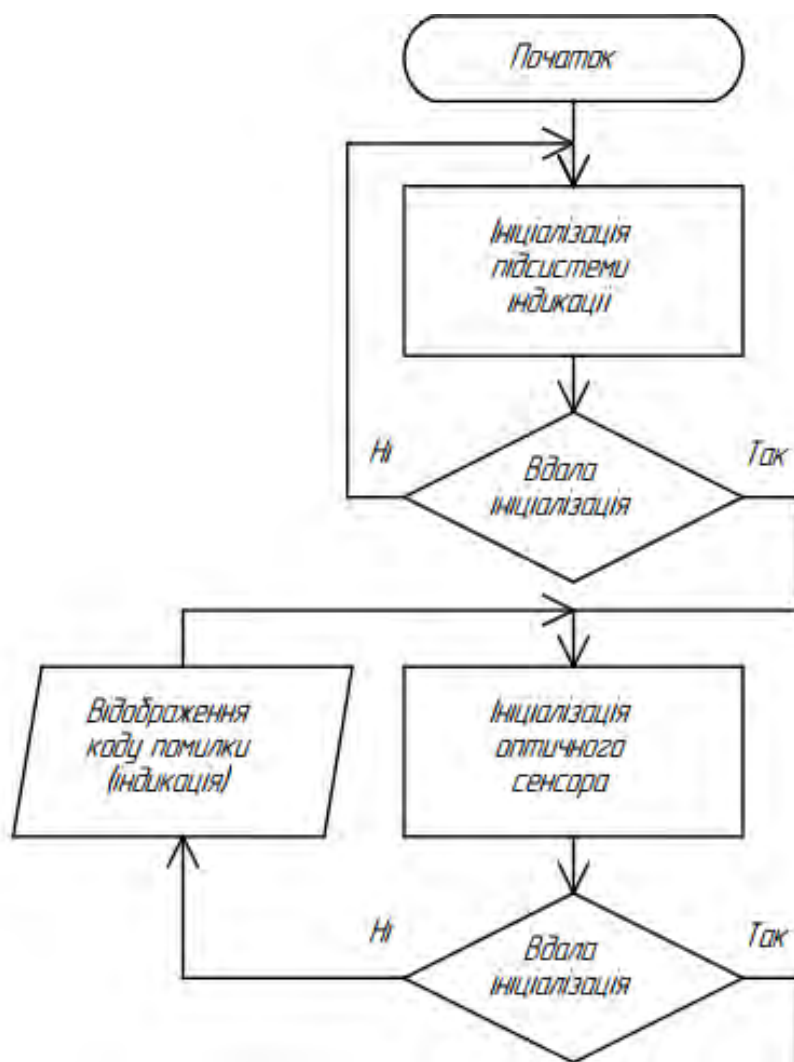 Початок
Ініціалізація
підсистеми
індикації
Ні
Так
Вдала
ініціалізація
Відображення
коду помилки
(індикація)
Ініціалізація
оптичного
сенсора
Ні
Так
Вдала
ініціалізація